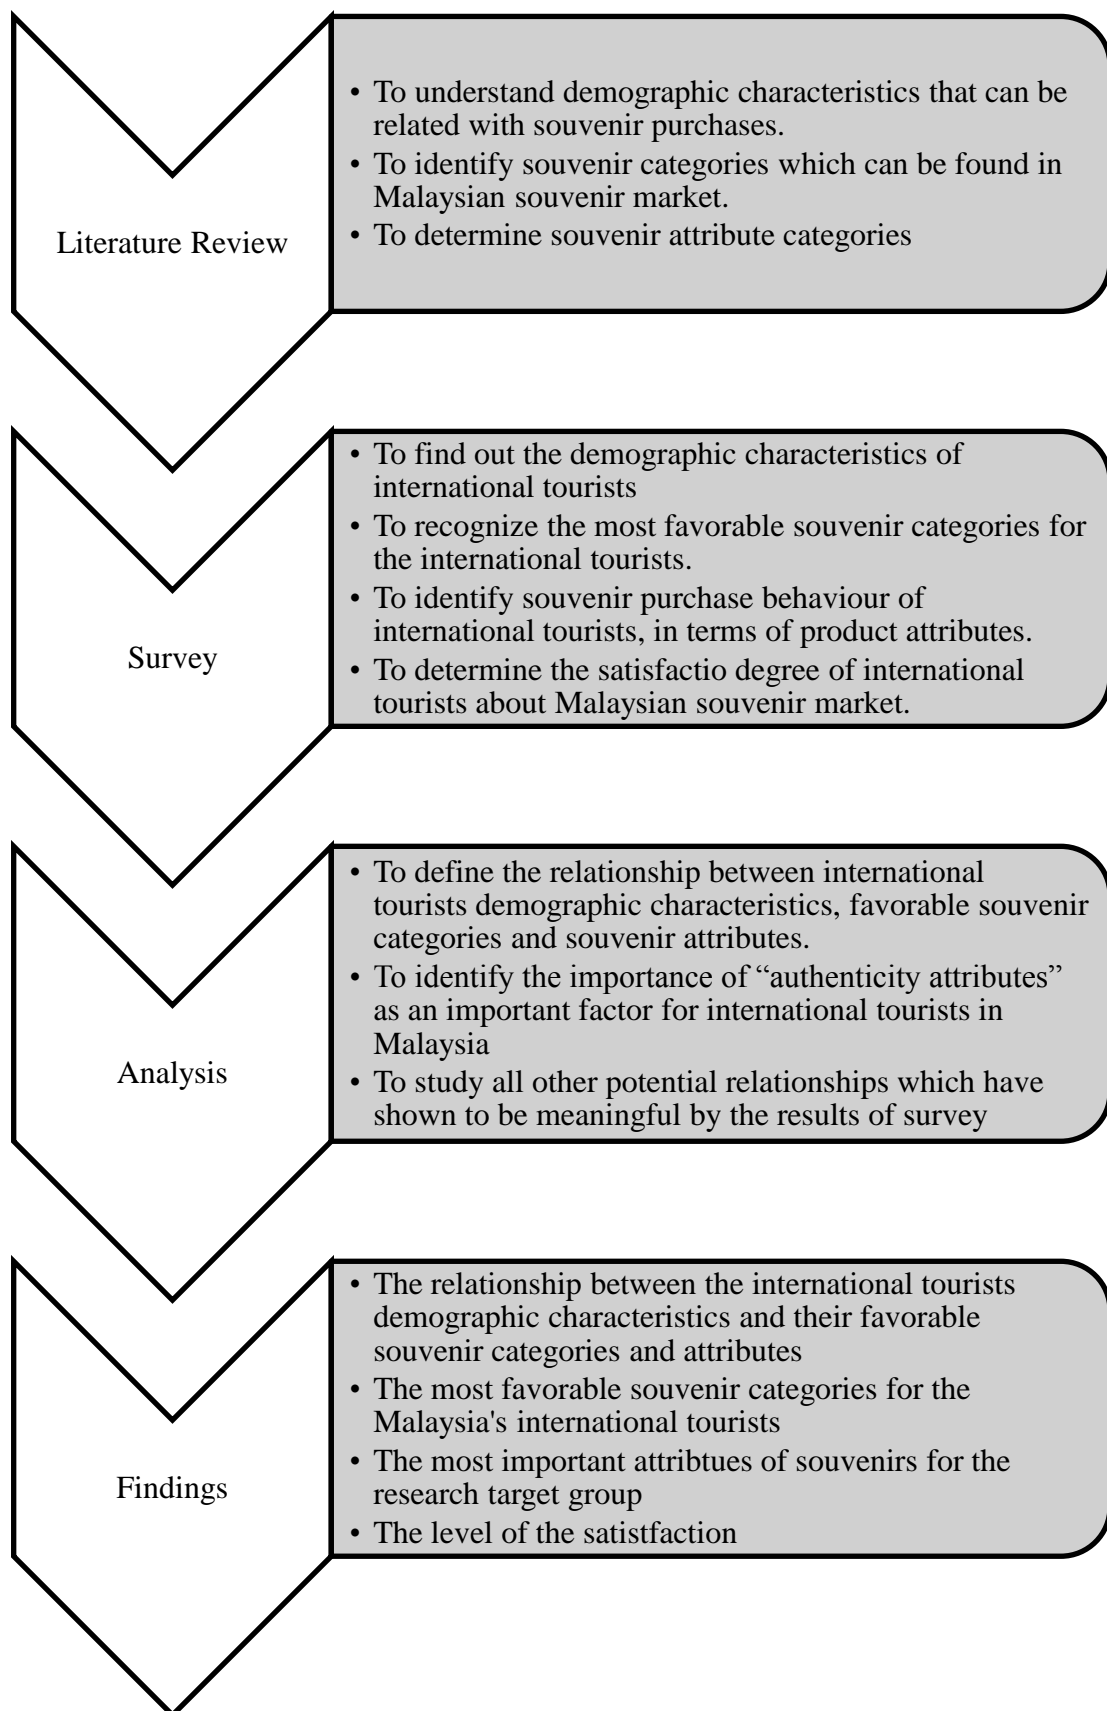 Literature Review
• To understand demographic characteristics that can be
related with souvenir purchases.
• To identify souvenir categories which can be found in
Malaysian souvenir market.
• To determine souvenir attribute categories
Survey
• To find out the demographic characteristics of
international tourists
• To recognize the most favorable souvenir categories for
the international tourists.
• To identify souvenir purchase behaviour of
international tourists, in terms of product attributes.
• To determine the satisfactio degree of international
tourists about Malaysian souvenir market.
Analysis
• To define the relationship between international
tourists demographic characteristics, favorable souvenir
categories and souvenir attributes.
• To identify the importance of “authenticity attributes”
as an important factor for international tourists in
Malaysia
• To study all other potential relationships which have
shown to be meaningful by the results of survey
Findings
• The relationship between the international tourists
demographic characteristics and their favorable
souvenir categories and attributes
• The most favorable souvenir categories for the
Malaysia's international tourists
• The most important attribtues of souvenirs for the
research target group
• The level of the satistfaction